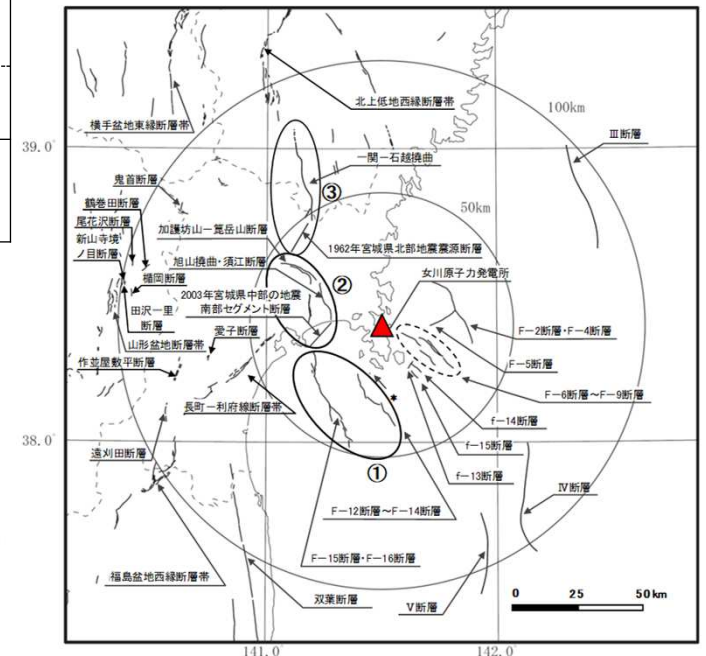 北上低地西縁断層帯
100km
横手盆地東縁断層帯
Ⅲ断層
39.0°
一関ー石越撓曲
鬼首断層
③
鶴巻田断層
50km
尾花沢断層
加護坊山ー箟岳山断層
1962年宮城県北部地震震源断層
新山寺境
ノ目断層
旭山撓曲・須江断層
女川原子力発電所
②
楯岡断層
2003年宮城県中部の地震
南部セグメント断層
田沢一里
断層
愛子断層
F－2断層・F－4断層
山形盆地断層帯
F－5断層
作並屋敷平断層
F－6断層～F－9断層
*
長町ー利府線断層帯
f－14断層
38.0°
f－15断層
遠刈田断層
①
f－13断層
Ⅳ断層
F－12断層～F－14断層
F－15断層・F－16断層
福島盆地西縁断層帯
双葉断層
Ⅴ断層
0 25 50km
141.0° 142.0°